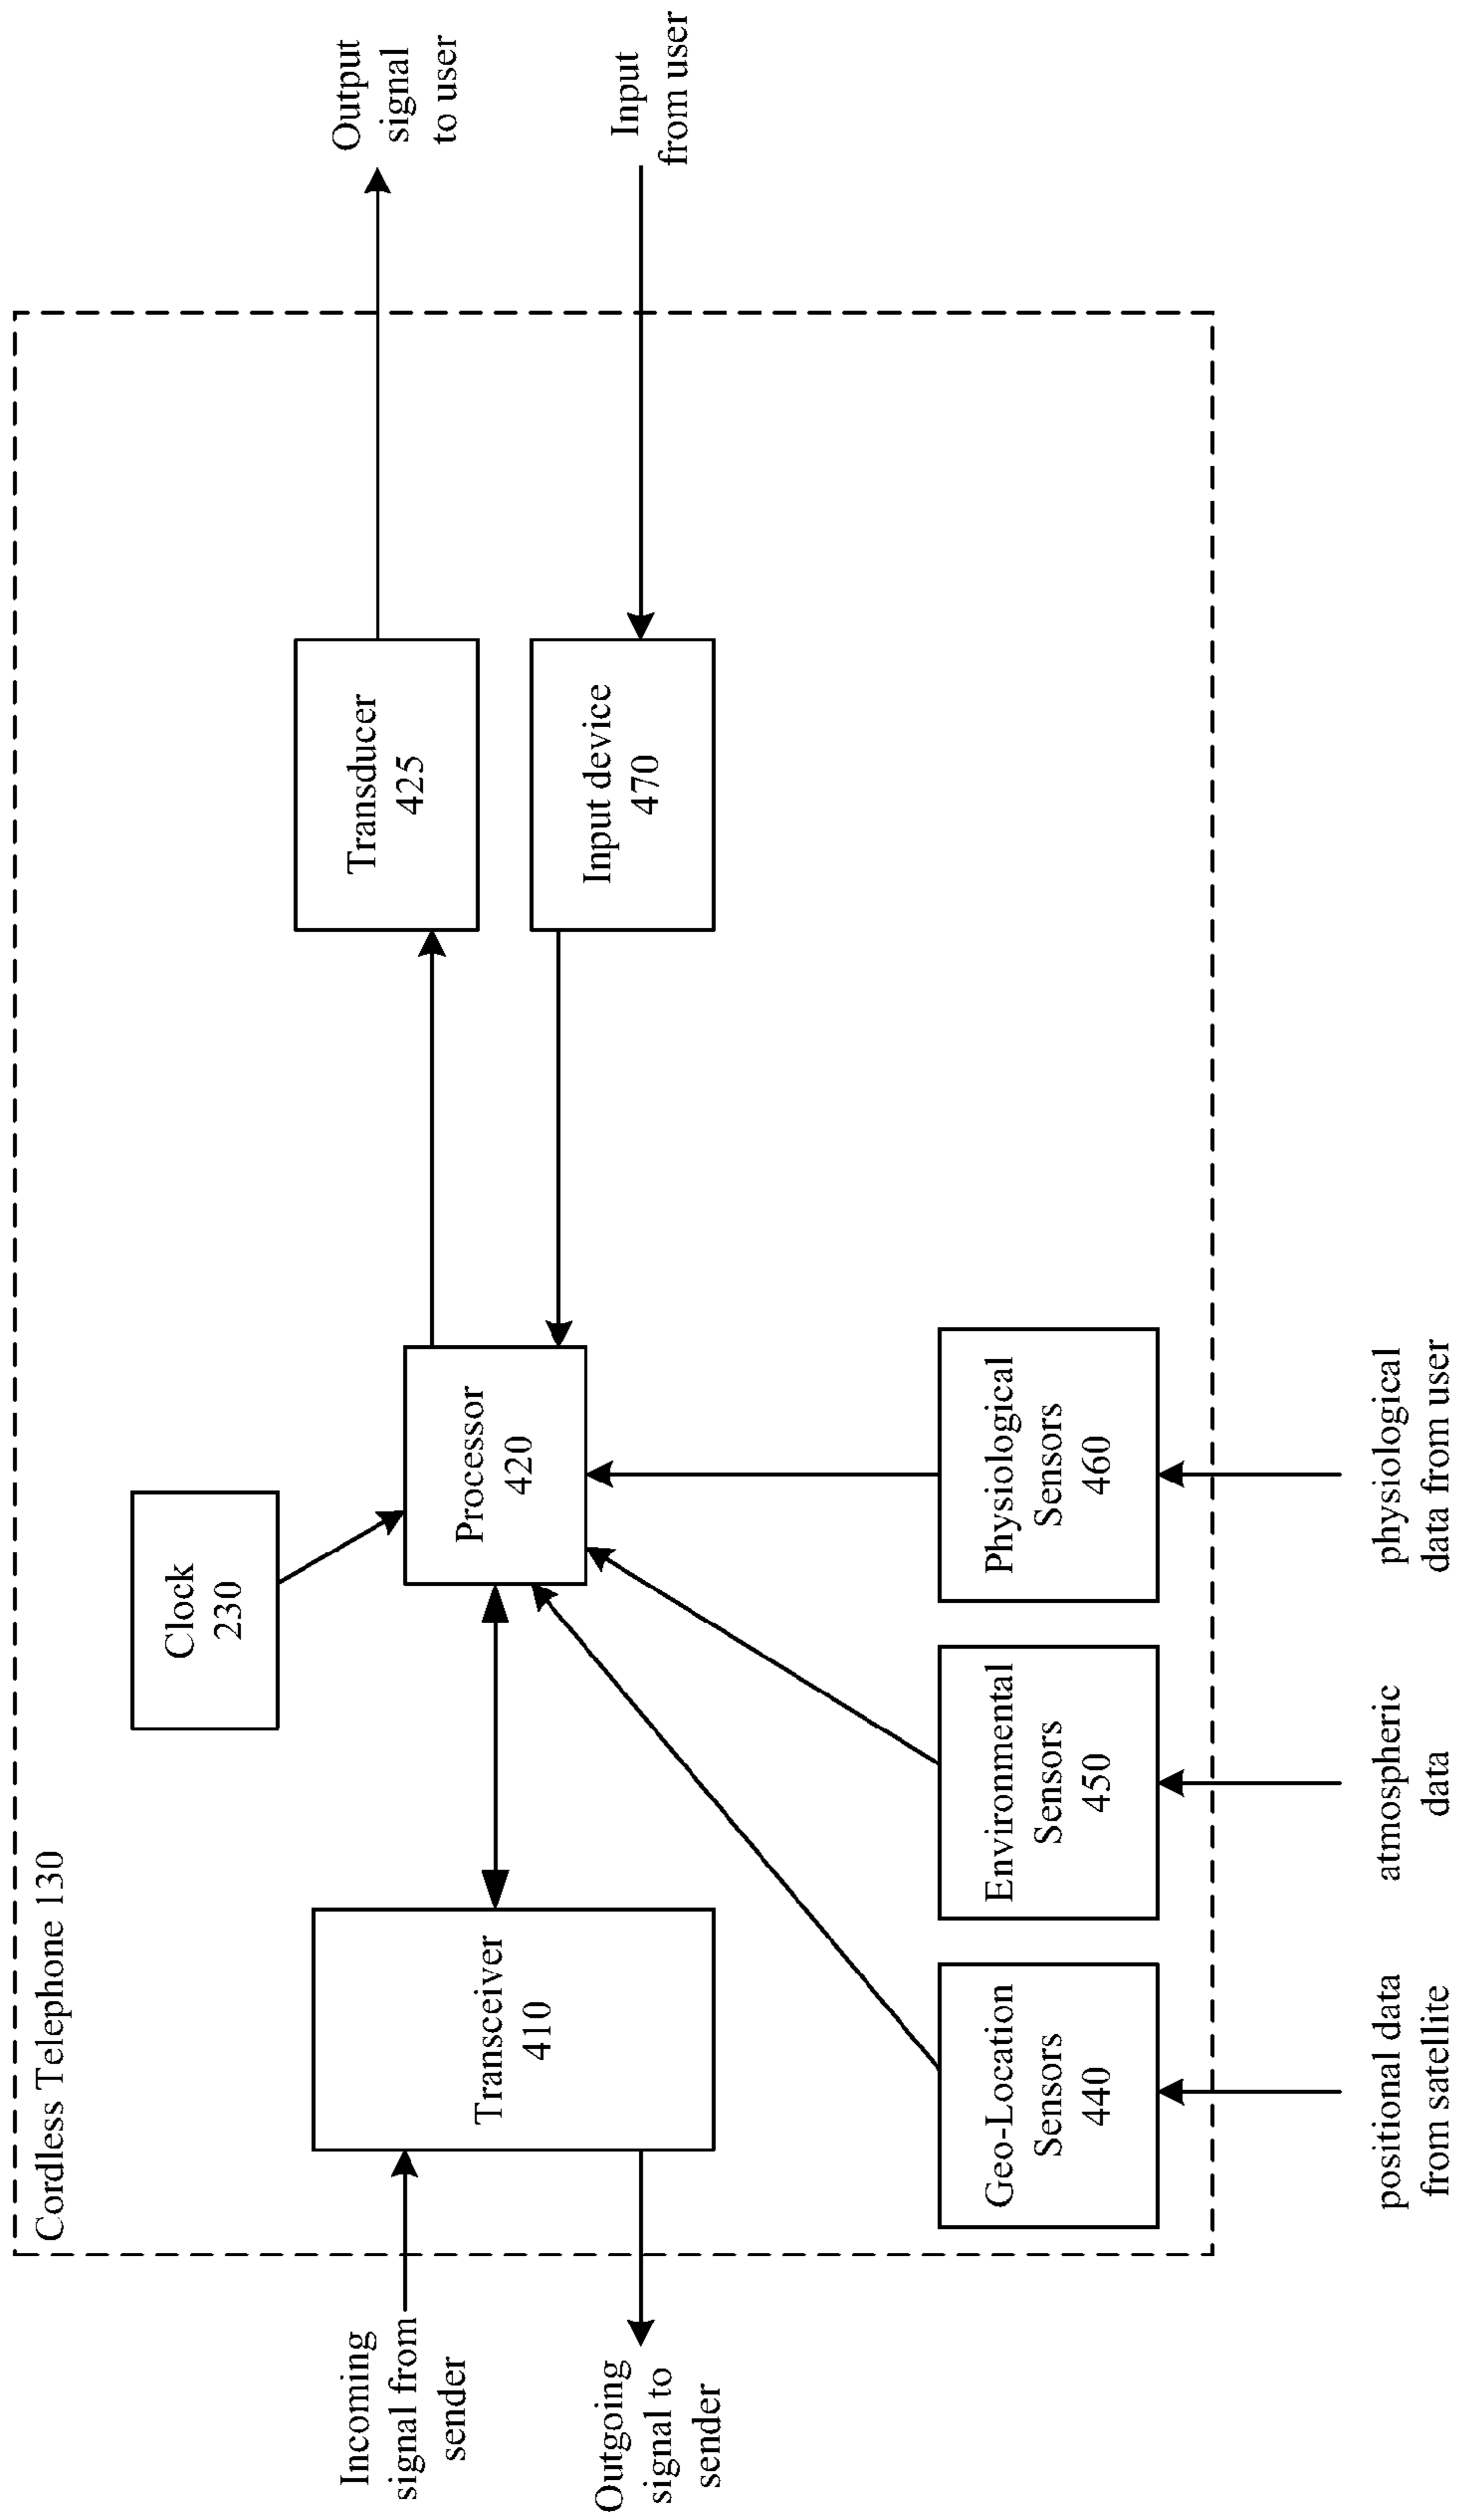 Cordless Telephone 130
Clock
230
Incoming
signal from
sender
Outgoing
signal to
sender
Transceiver
410
Processor
420
Transducer
425
Output
signal
to user
Input device
470
Input
from user
Geo-Location
Sensors
440
Environmental
Sensors
450
Physiological
Sensors
460
positional data
from satellite
atmospheric
data
physiological
data from user